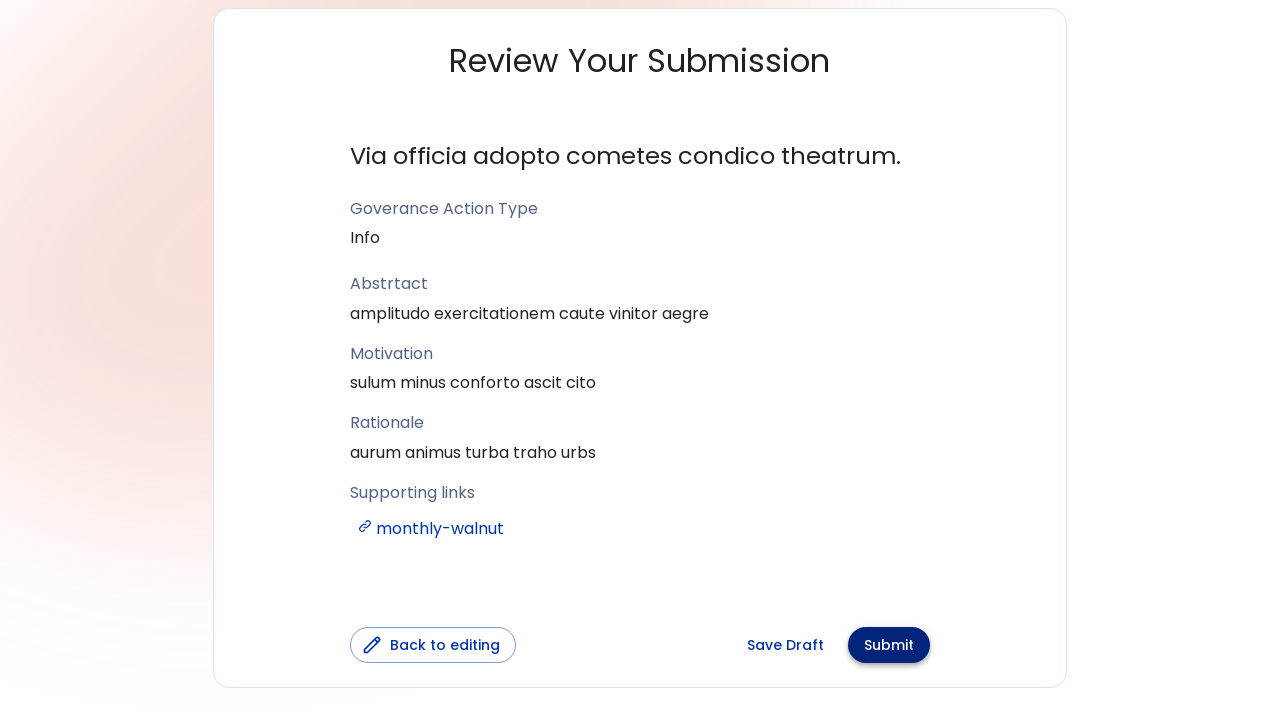 Review Your Submission
Via officia adopto cometes condico theatrum.
Goverance Action Type
Info
Abstrtact
amplitudo exercitationem caute vinitor aegre
Motivation
sulum minus conforto ascit cito
Rationale
aurum animus turba traho urbs
Supporting links
monthly-walnut
Back to editing
Save Draft
Submit